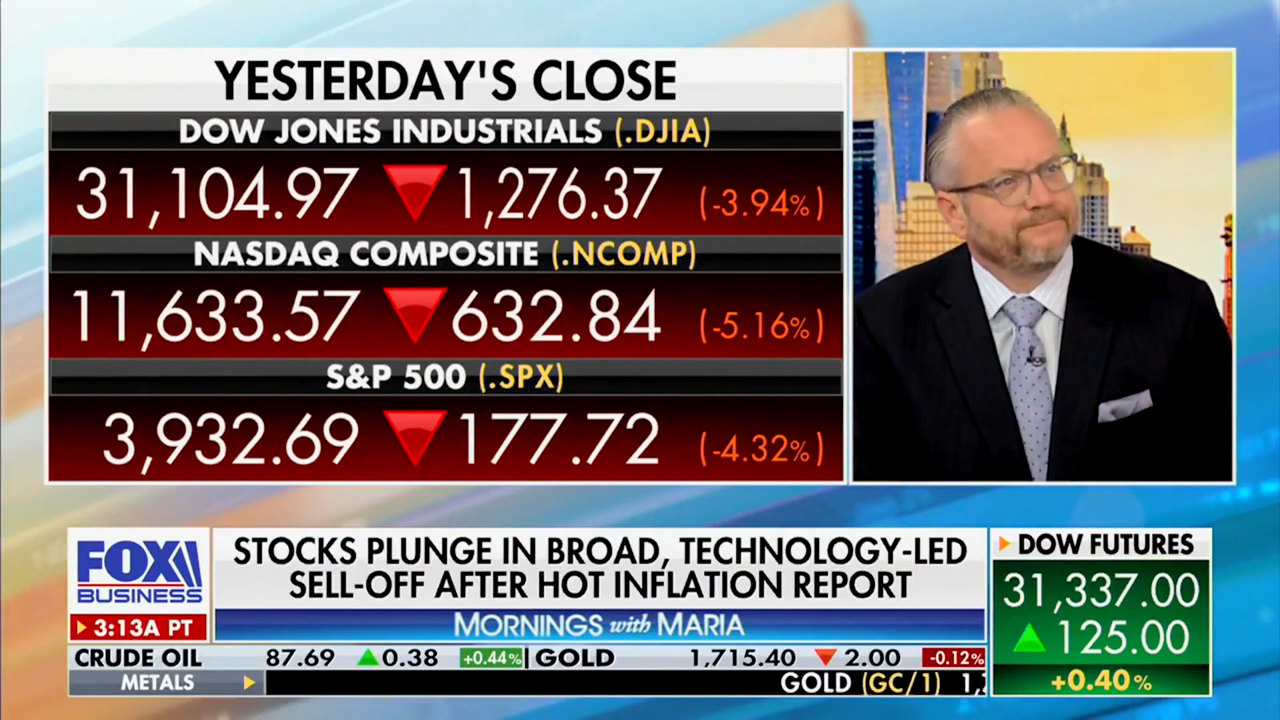 YESTERDAY'S CLOSE
DOW JONES INDUSTRIALS (.DJIA)
31,104.97 ▼ 1,276.37 (-3.94%)
NASDAQ COMPOSITE (.NCOMP)
11,633.57 ▼ 632.84 (-5.16%)
S&P 500 (.SPX)
3,932.69 ▼ 177.72 (-4.32%)
FOX
BUSINESS
3:13A PT
STOCKS PLUNGE IN BROAD, TECHNOLOGY-LED
SELL-OFF AFTER HOT INFLATION REPORT
MORNINGS with MARIA
DOW FUTURES
31,337.00
▲ 125.00
+0.40%
CRUDE OIL 87.69 ▲ 0.38 +0.44% GOLD 1,715.40 ▼ 2.00 -0.12%
METALS GOLD (GC/1) 1,